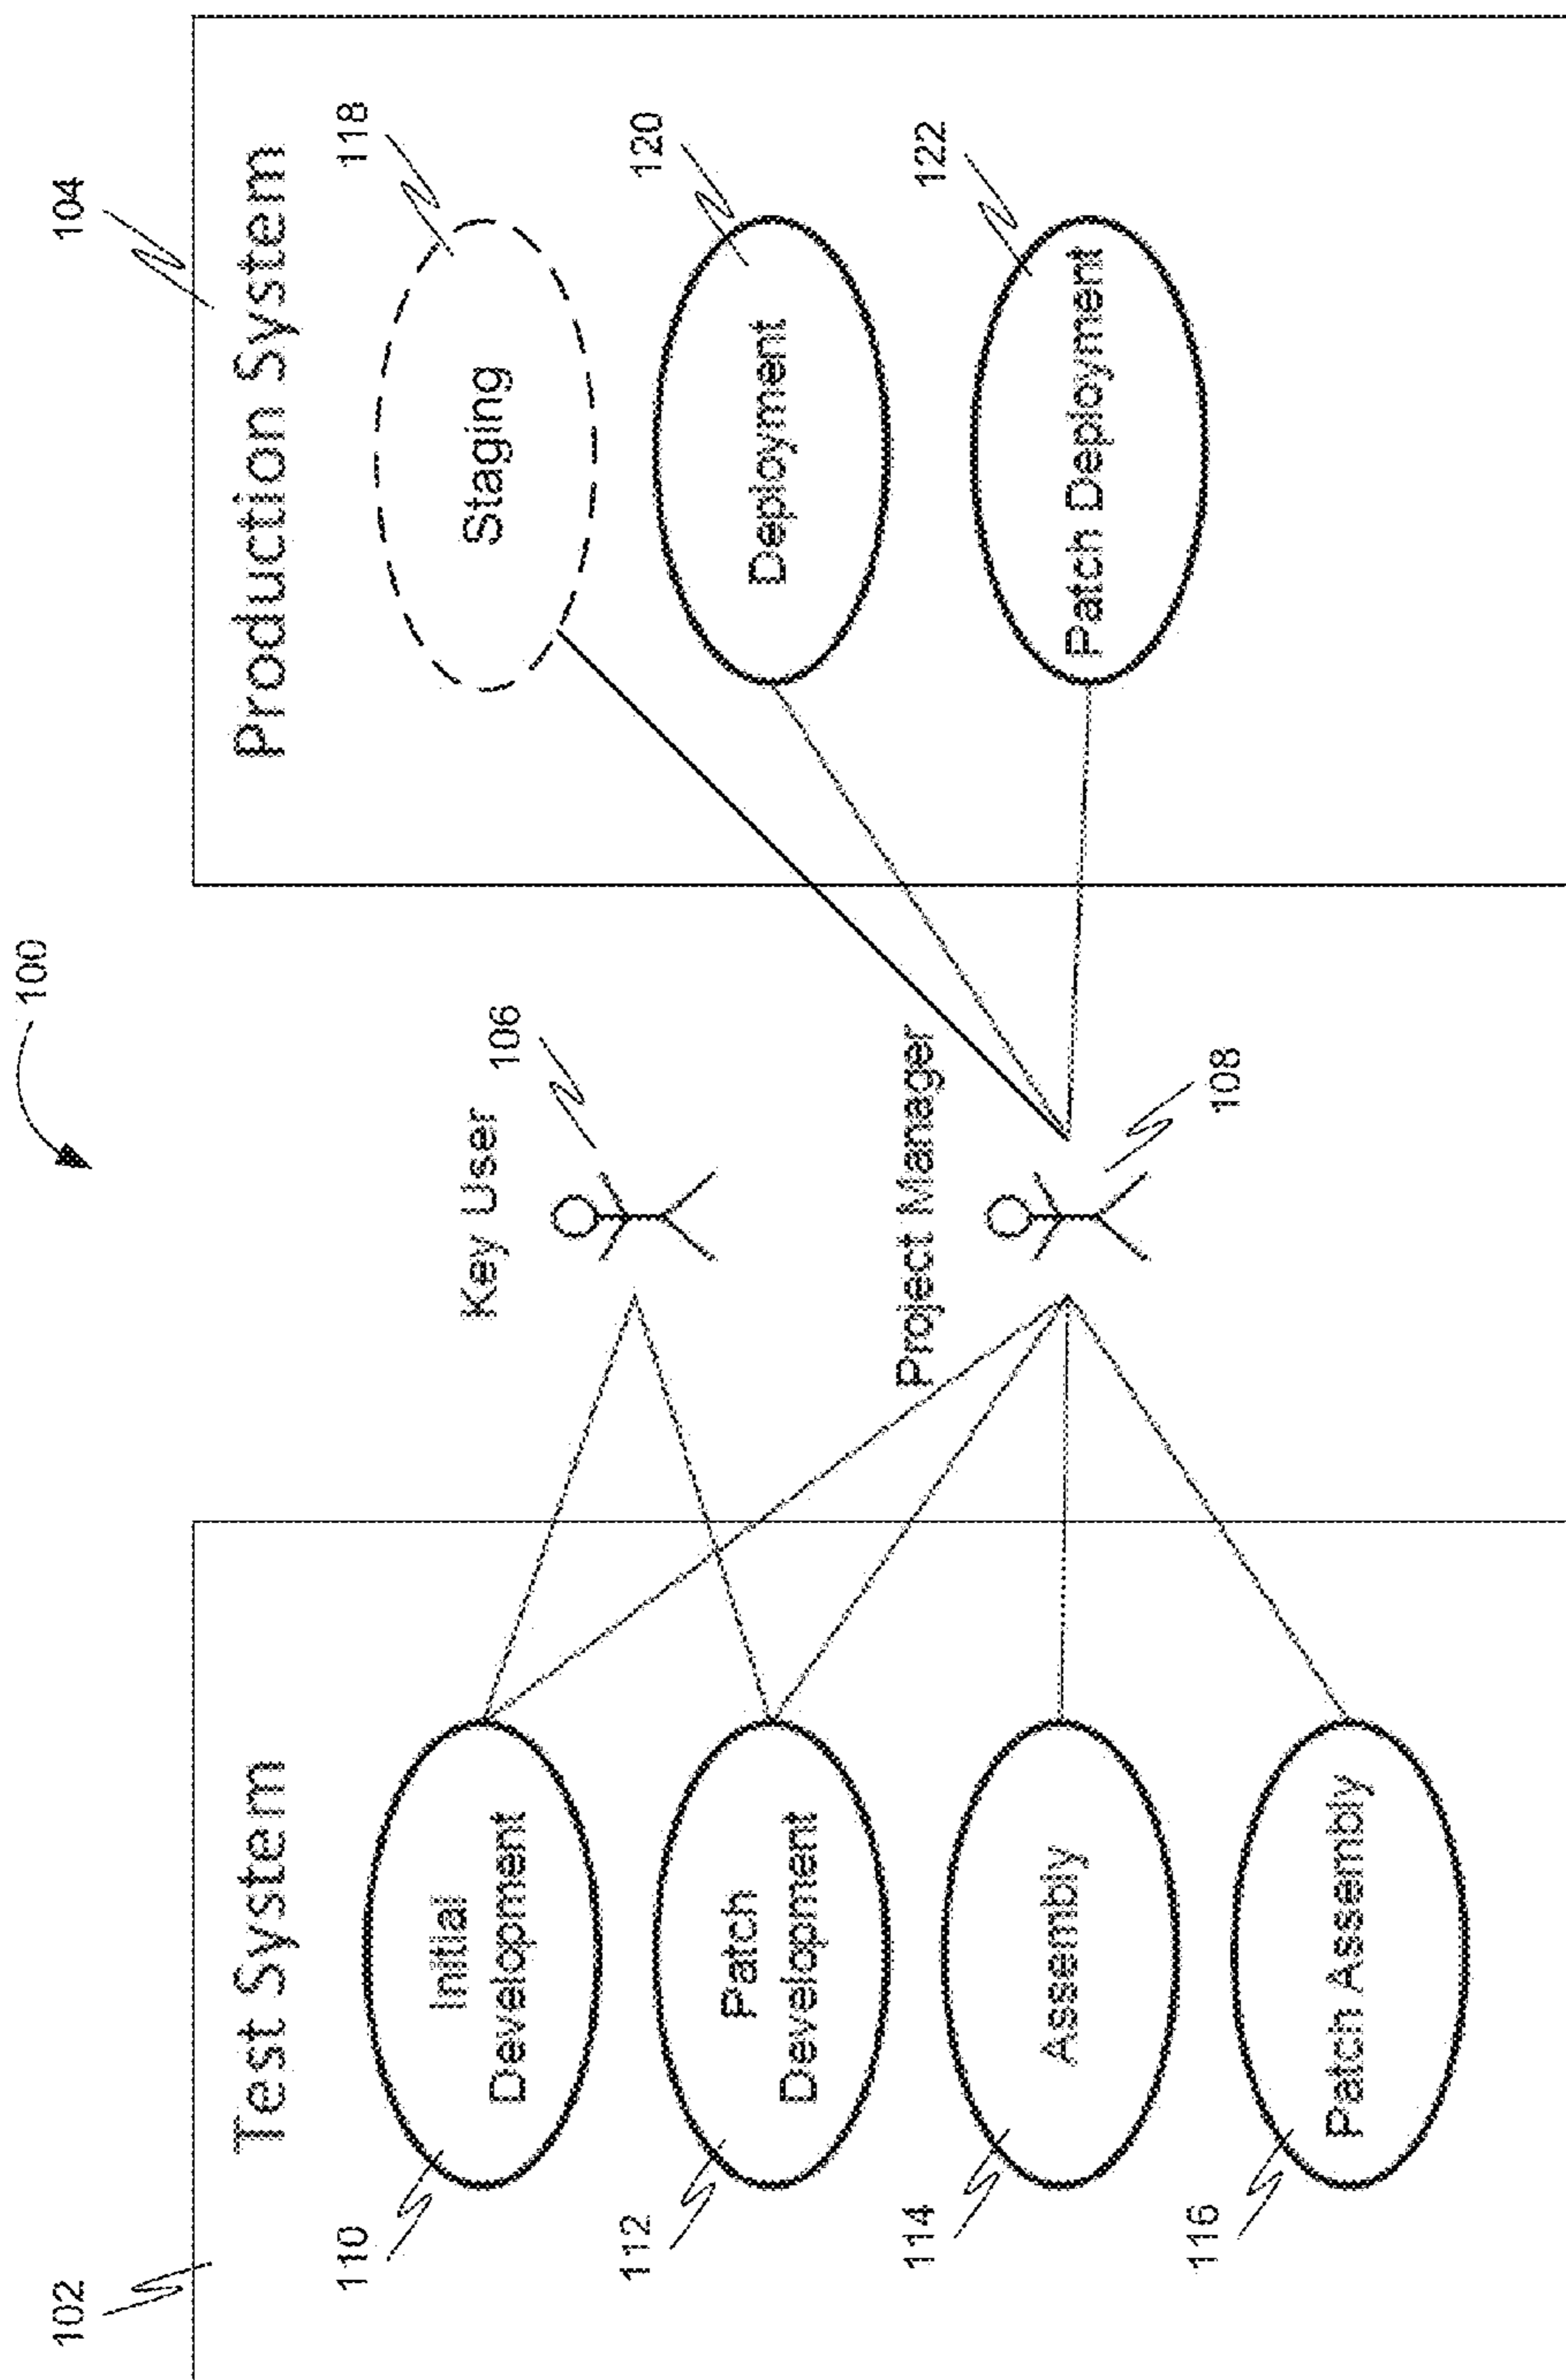 100
102
Test System
110
Initial
Development
112
Patch
Development
114
Assembly
116
Patch Assembly
Key User
106
Project Manager
108
104
Production System
118
Staging
120
Deployment
122
Patch Deployment